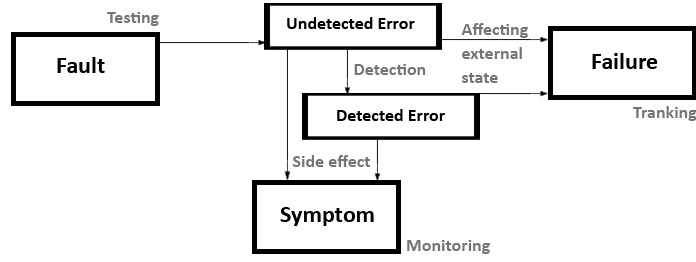 Testing
Undetected Error
Affecting
external
state
Fault
Detection
Failure
Detected Error
Tranking
Side effect
Symptom
Monitoring